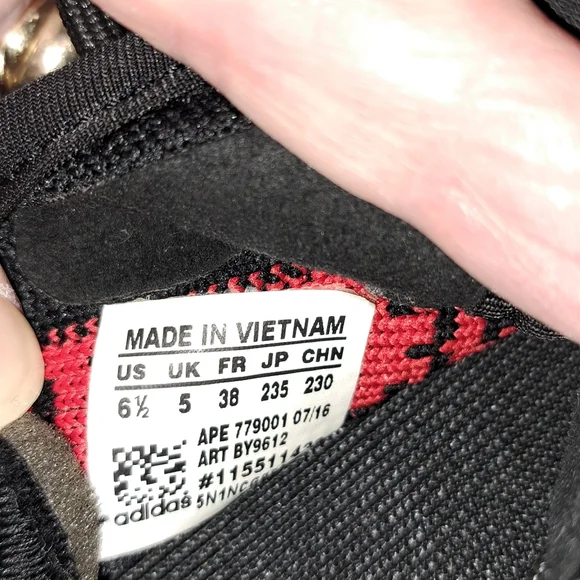 MADE IN VIETNAM
US UK FR JP CHN
6½ 5 38 235 230
APE 779001 07/16
ART BY9612
adidas